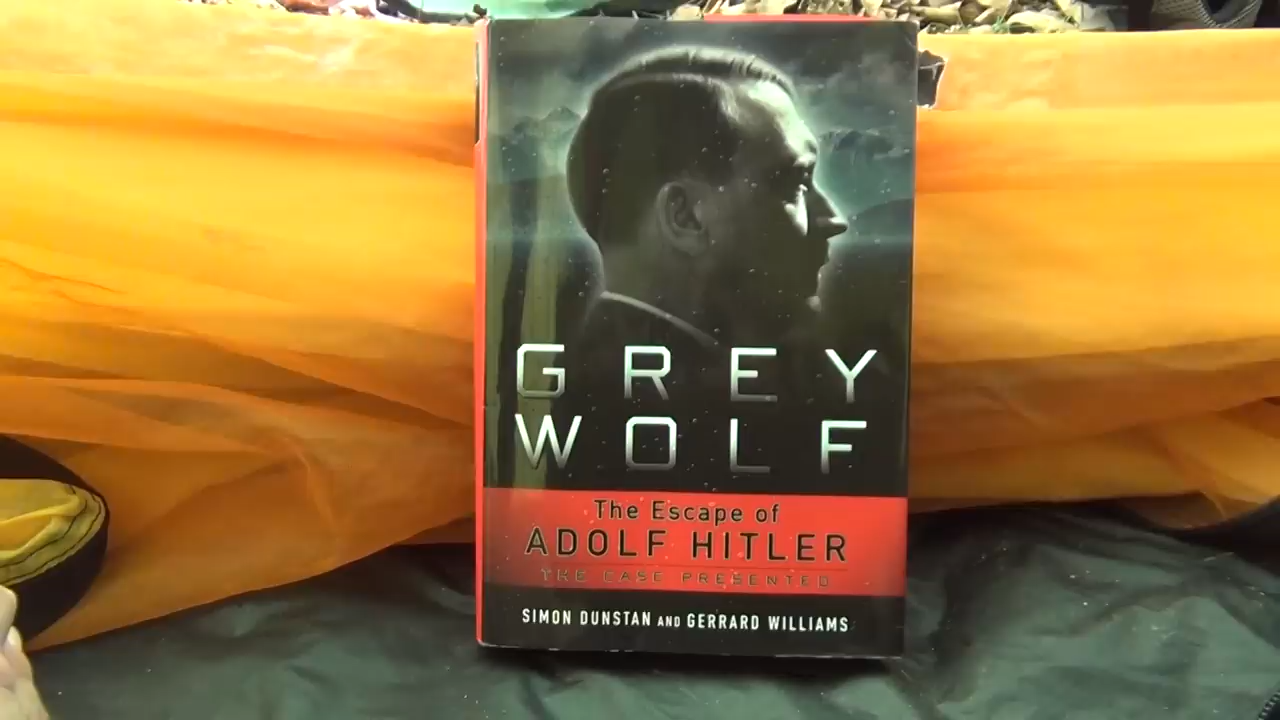 GREY
WOLF
The Escape of
ADOLF HITLER
THE CASE PRESENTED
SIMON DUNSTAN AND GERRARD WILLIAMS